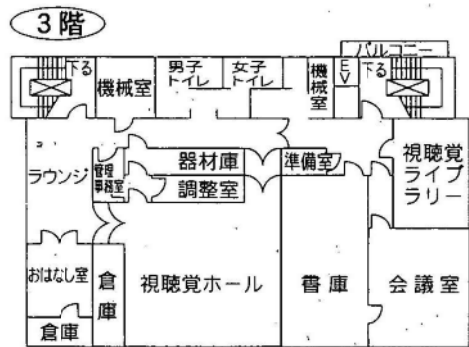 3階
バルコニー
下る
機械室
男子
トイレ
女子
トイレ
機械室
EV
下る
ラウンジ
管理
事務室
器材庫
調整室
準備室
視聴覚
ライブ
ラリー
おはなし室
倉庫
倉庫
視聴覚ホール
書庫
会議室